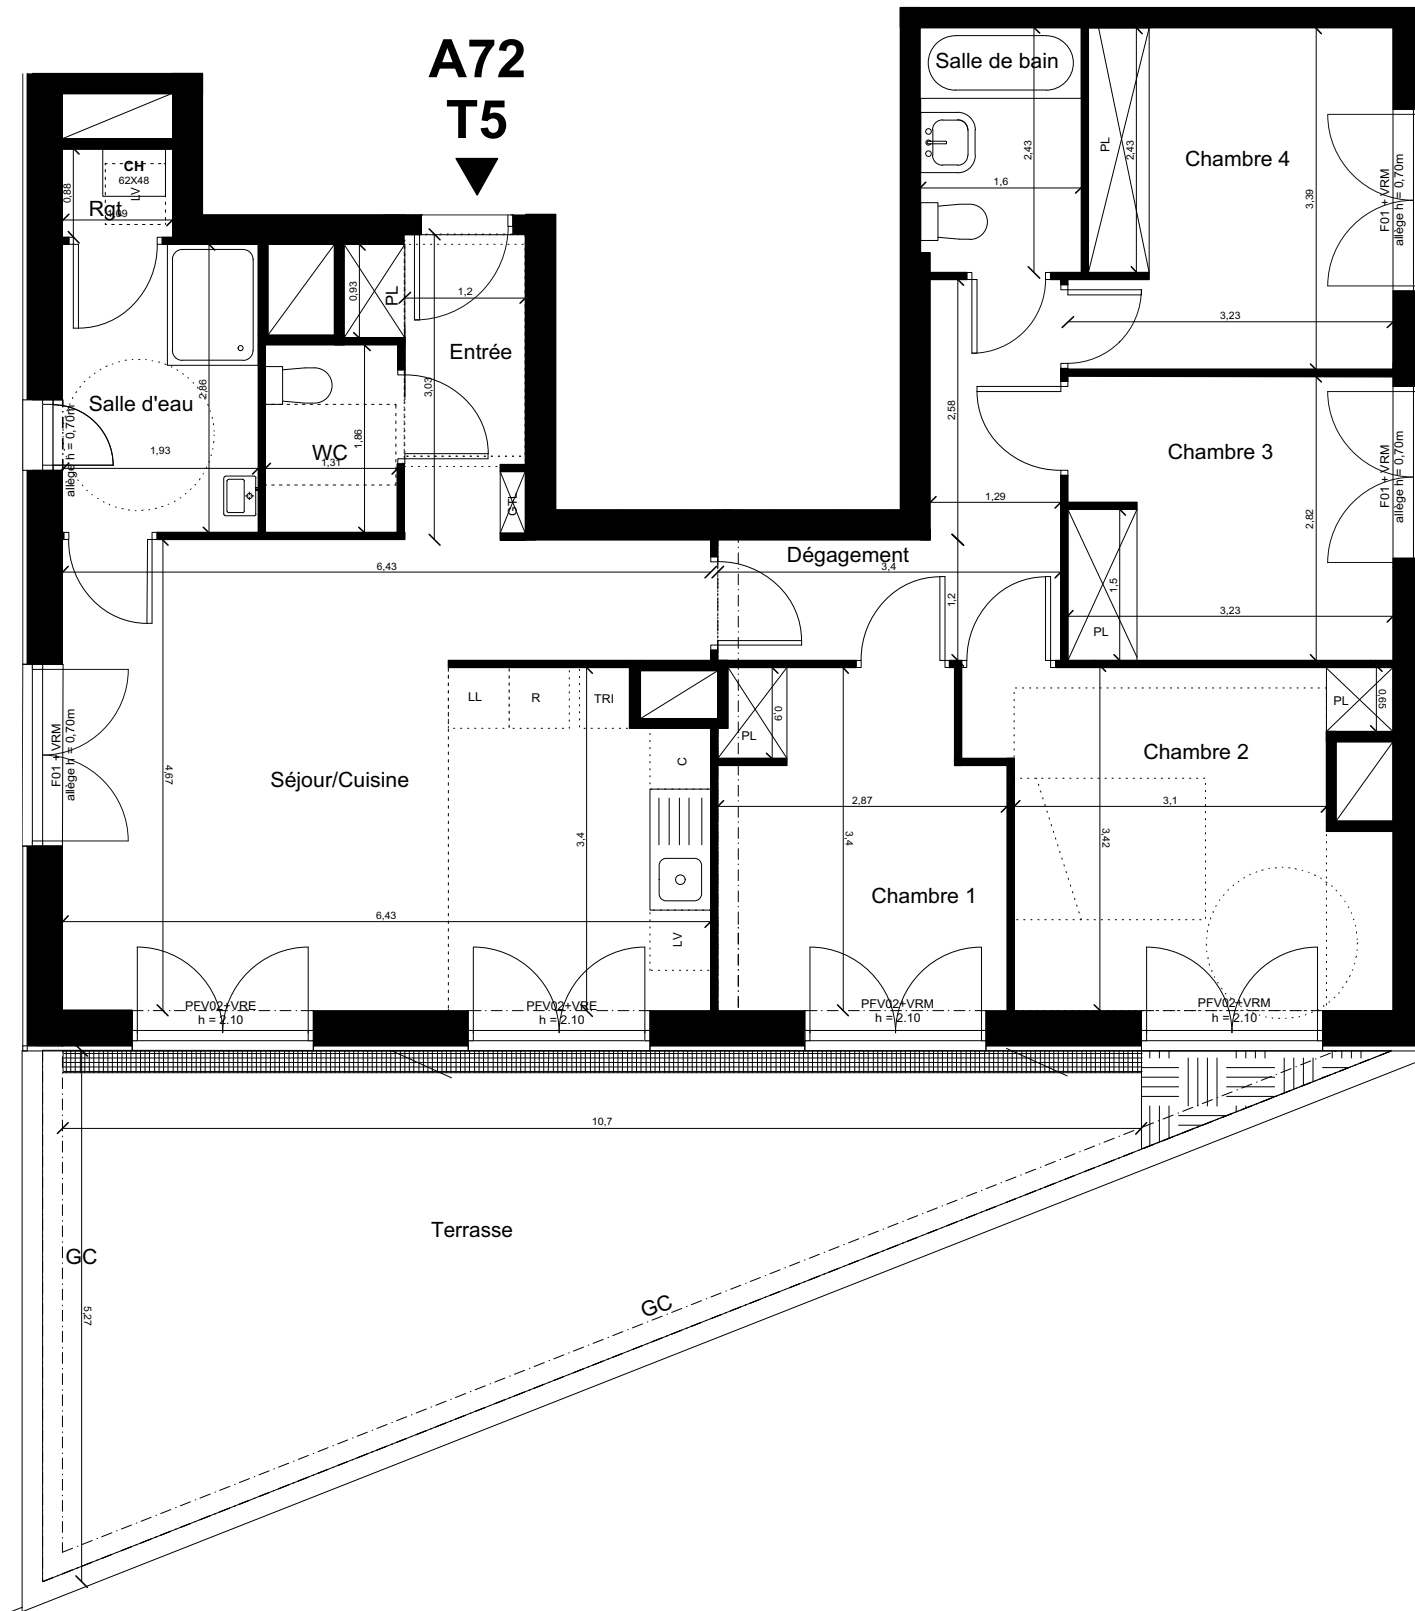 A72
T5
Salle de bain
2,43
1,6
PL
2,43
Chambre 4
3,39
F01 + VRM
allège h = 0,70m
3,23
CH
62X48
LV
0,88
Rgt
1,09
0,93
PL
1,2
Entrée
3,03
Salle d'eau
2,86
1,93
allège h = 0,70m
WC
1,31
1,86
GTL
2,58
1,29
Chambre 3
2,82
F01 + VRM
allège h = 0,70m
1,5
PL
3,23
Dégagement
6,43
3,4
1,2
LL
R
TRI
PL
0,9
PL
0,65
F01 + VRM
allège h = 0,70m
4,67
Séjour/Cuisine
C
3,4
LV
6,43
2,87
3,4
Chambre 1
Chambre 2
3,1
3,42
PFV02+VRE
h = 2.10
PFV02+VRE
h = 2.10
PFV02+VRM
h = 2.10
PFV02+VRM
h = 2.10
10,7
Terrasse
GC
5,27
GC